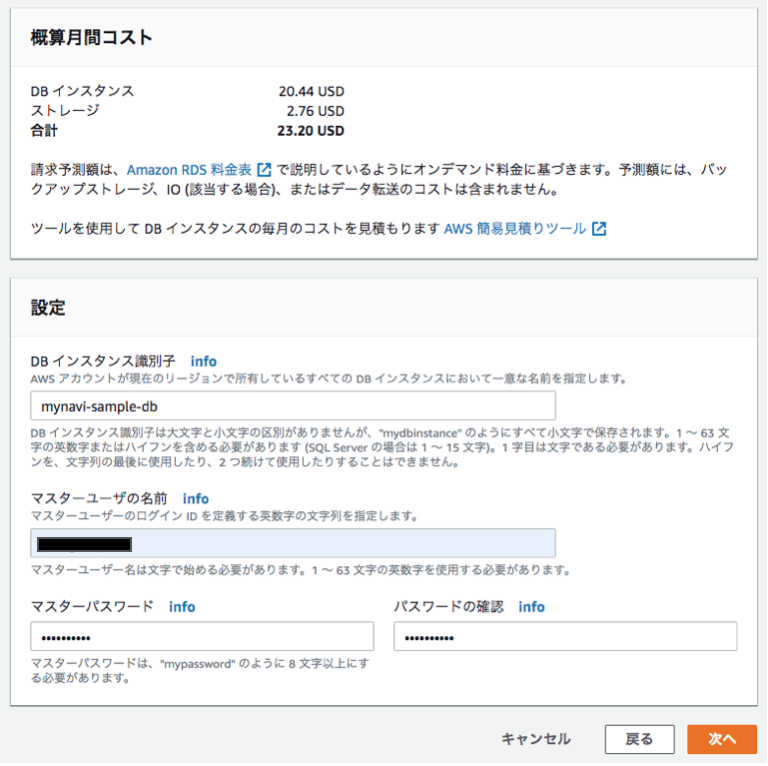 概算月間コスト
DB インスタンス 20.44 USD
ストレージ 2.76 USD
合計 23.20 USD
請求予測額は、Amazon RDS 料金表 で説明しているようにオンデマンド料金に基づきます。予測額には、バッ
クアップストレージ、IO (該当する場合)、またはデータ転送のコストは含まれません。
ツールを使用して DB インスタンスの毎月のコストを見積もります AWS 簡易見積りツール
設定
DB インスタンス識別子 info
AWS アカウントが現在のリージョンで所有しているすべての DB インスタンスにおいて一意な名前を指定します。
mynavi-sample-db
DB インスタンス識別子は大文字と小文字の区別がありませんが、"mydbinstance" のようにすべて小文字で保存されます。1 ～ 63 文
字の英数字またはハイフンを含める必要があります (SQL Server の場合は 1 ～ 15 文字)。1 字目は文字である必要があります。ハイフ
ンを、文字列の最後に使用したり、2 つ続けて使用したりすることはできません。
マスターユーザの名前 info
マスターユーザーのログイン ID を定義する英数字の文字列を指定します。
マスターユーザー名は文字で始める必要があります。1 ～ 63 文字の英数字を使用する必要があります。
マスターパスワード info パスワードの確認 info
•••••••••• ••••••••••
マスターパスワードは、"mypassword" のように 8 文字以上にす
る必要があります。
キャンセル 戻る 次へ